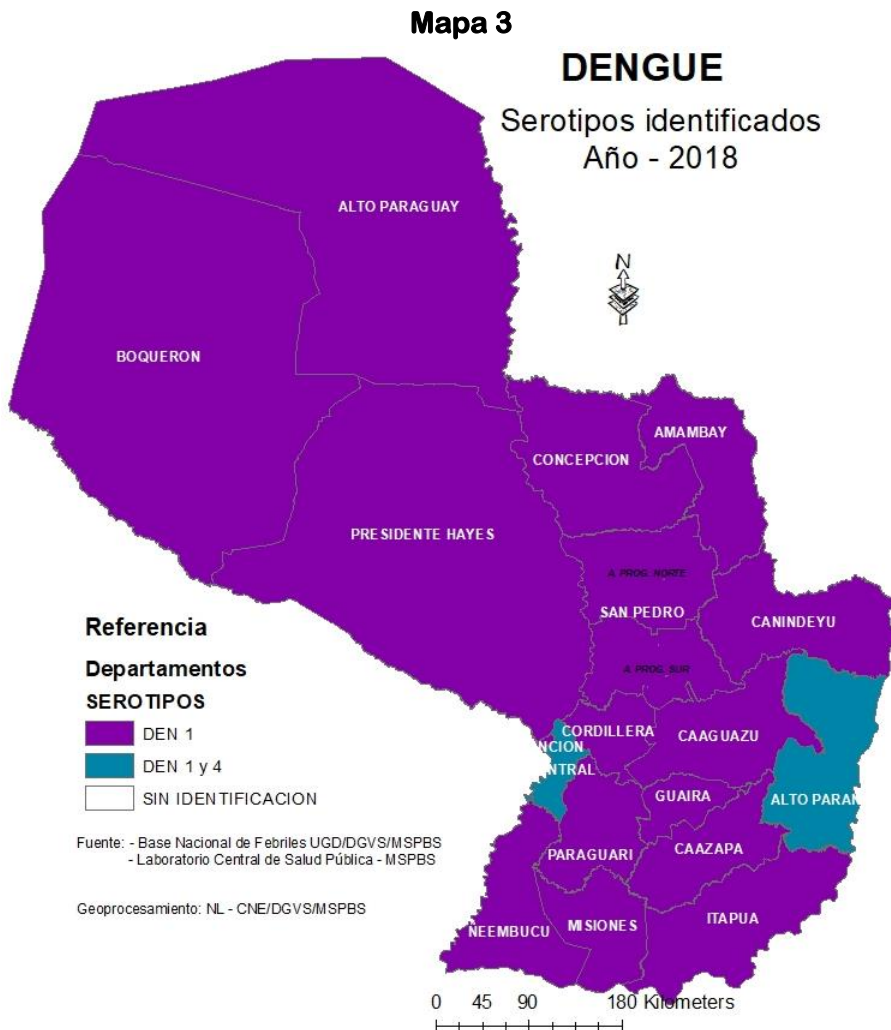 Mapa 3
DENGUE
Serotipos identificados
Año - 2018
N
ALTO PARAGUAY
BOQUERON
AMAMBAY
CONCEPCION
PRESIDENTE HAYES
A. PROG. NORTE
SAN PEDRO
CANINDEYU
A. PROG. SUR
CORDILLERA
CAAGUAZU
NCION
NTRAL
GUAIRA
ALTO PARAN
PARAGUARI
CAAZAPA
ÑEEMBUCU
MISIONES
ITAPUA
Referencia
Departamentos
SEROTIPOS
DEN 1
DEN 1 y 4
SIN IDENTIFICACION
Fuente: - Base Nacional de Febriles UGD/DGVS/MSPBS
- Laboratorio Central de Salud Pública - MSPBS
Geoprocesamiento: NL - CNE/DGVS/MSPBS
0 45 90 180 Kilometers